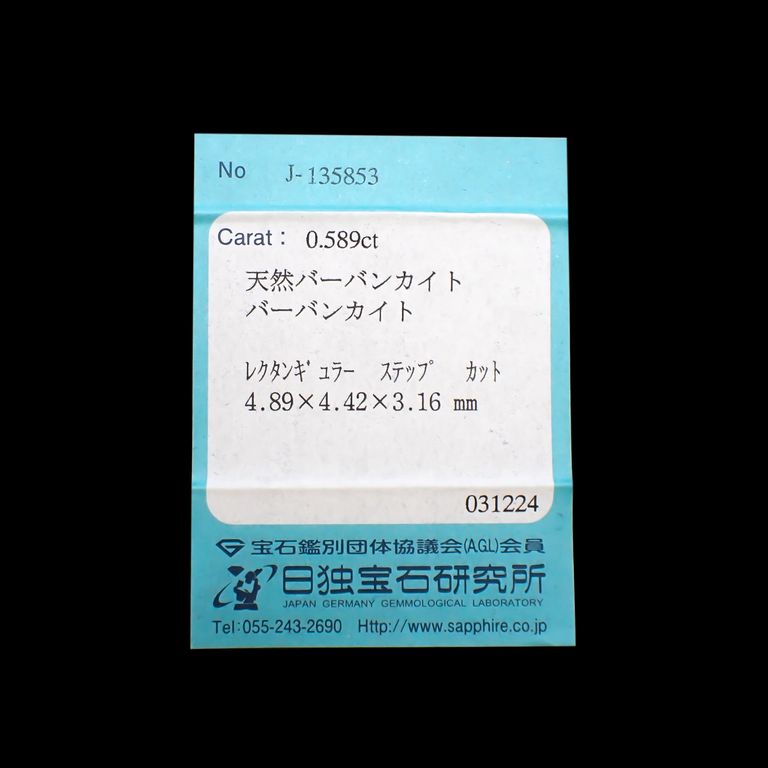 No J-135853
Carat: 0.589ct
天然バーバンカイト
バーバンカイト
ﾚｸﾀﾝｷﾞｭﾗｰ ｽﾃｯﾌﾟ ｶｯﾄ
4.89×4.42×3.16 mm
031224
宝石鑑別団体協議会(AGL)会員
日独宝石研究所
JAPAN GERMANY GEMMOLOGICAL LABORATORY
Tel:055-243-2690 Http://www.sapphire.co.jp